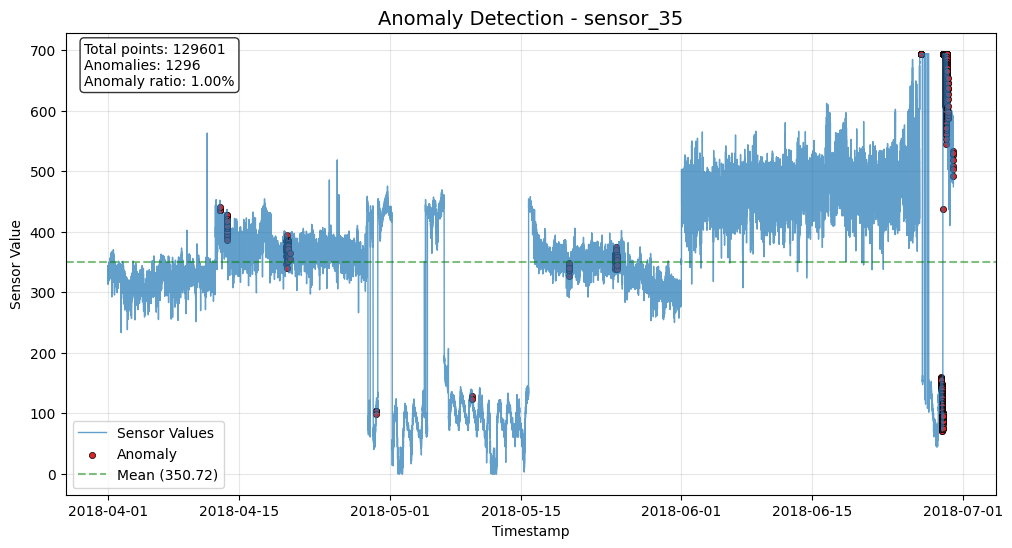 Anomaly Detection - sensor_35
Total points: 129601
Anomalies: 1296
Anomaly ratio: 1.00%
700
600
500
400
300
200
100
0
Sensor Value
Sensor Values
Anomaly
Mean (350.72)
2018-04-01
2018-04-15
2018-05-01
2018-05-15
2018-06-01
2018-06-15
2018-07-01
Timestamp